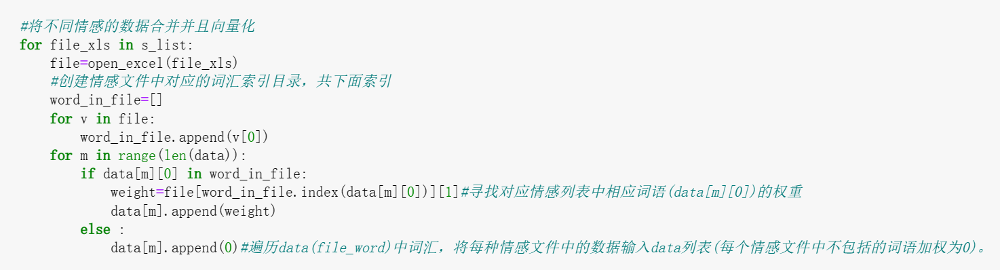 #将不同情感的数据合并并且向量化
for file_xls in s_list:
    file=open_excel(file_xls)
    #创建情感文件中对应的词汇索引目录，共下面索引
    word_in_file=[]
    for v in file:
        word_in_file.append(v[0])
    for m in range(len(data)):
        if data[m][0] in word_in_file:
            weight=file[word_in_file.index(data[m][0])][1]#寻找对应情感列表中相应词语(data[m][0])的权重
            data[m].append(weight)
        else :
            data[m].append(0)#遍历data(file_word)中词汇，将每种情感文件中的数据输入data列表(每个情感文件中不包括的词语加权为0)。